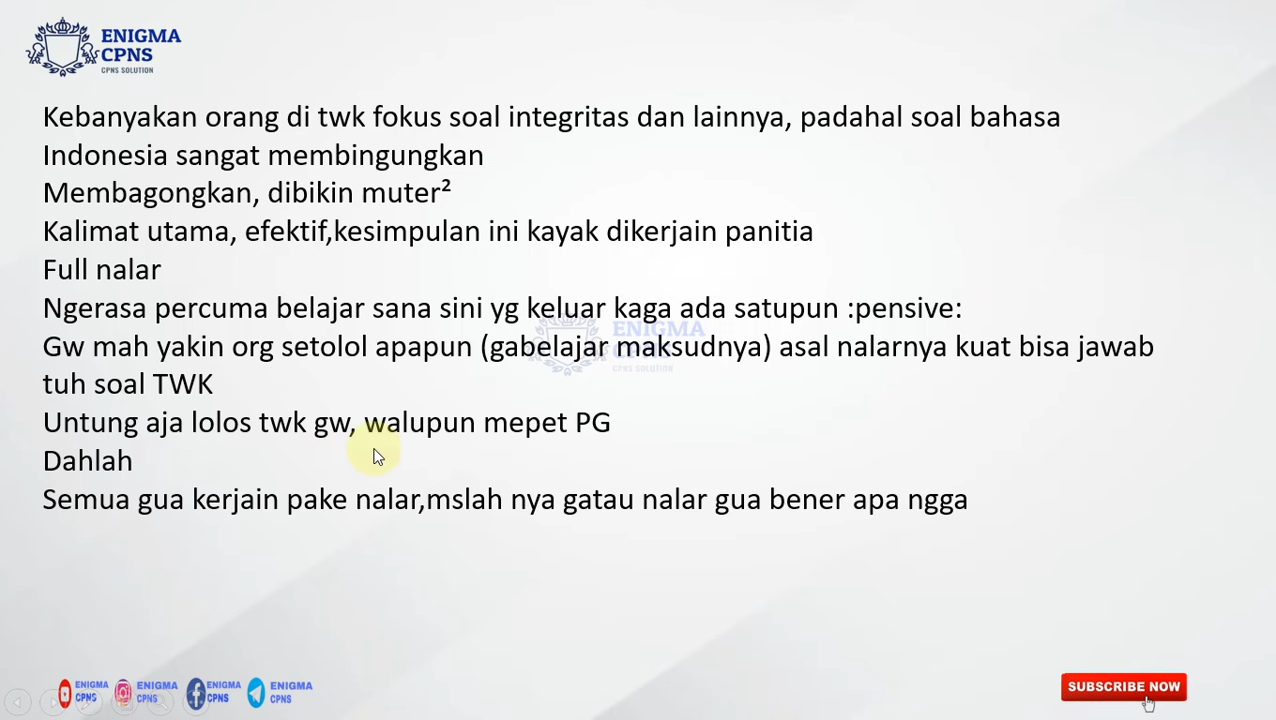 ENIGMA
CPNS
CPNS SOLUTION
Kebanyakan orang di twk fokus soal integritas dan lainnya, padahal soal bahasa
Indonesia sangat membingungkan
Membagongkan, dibikin muter²
Kalimat utama, efektif,kesimpulan ini kayak dikerjain panitia
Full nalar
Ngerasa percuma belajar sana sini yg keluar kaga ada satupun :pensive:
ENIGMA
CPNS
CPNS SOLUTION
Gw mah yakin org setolol apapun (gabelajar maksudnya) asal nalarnya kuat bisa jawab
tuh soal TWK
Untung aja lolos twk gw, walupun mepet PG
Dahlah
Semua gua kerjain pake nalar,mslah nya gatau nalar gua bener apa ngga
ENIGMA
CPNS
ENIGMA
CPNS
ENIGMA
CPNS
ENIGMA
CPNS
SUBSCRIBE NOW